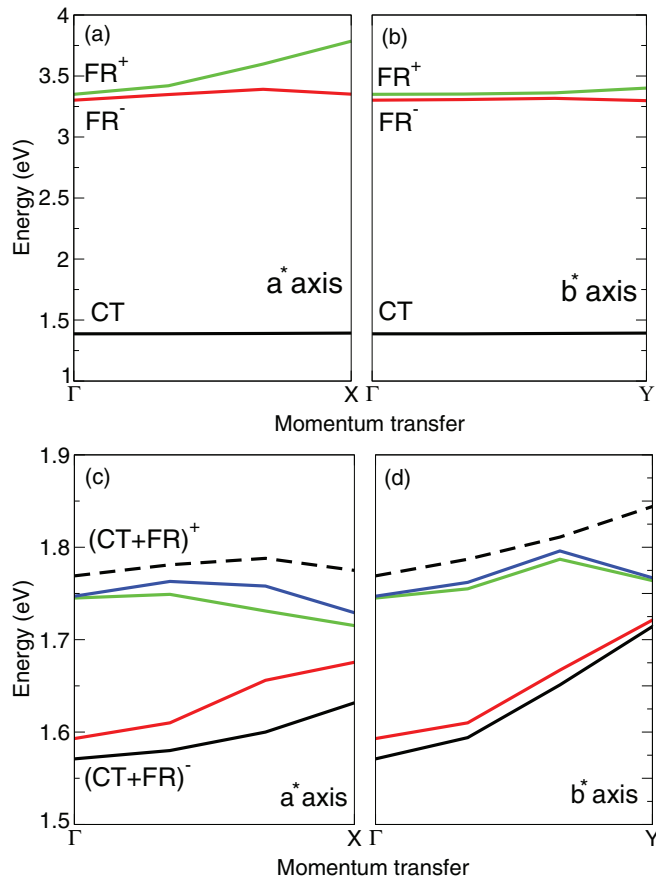 (a)
(b)
4
3.5
3
2.5
2
1.5
1
Energy (eV)
FR+
FR-
CT
a* axis
FR+
FR-
CT
b* axis
Γ
X
Γ
Y
Momentum transfer
(c)
(d)
1.9
1.8
1.7
1.6
1.5
Energy (eV)
(CT+FR)+
(CT+FR)-
a* axis
b* axis
Γ
X
Γ
Y
Momentum transfer